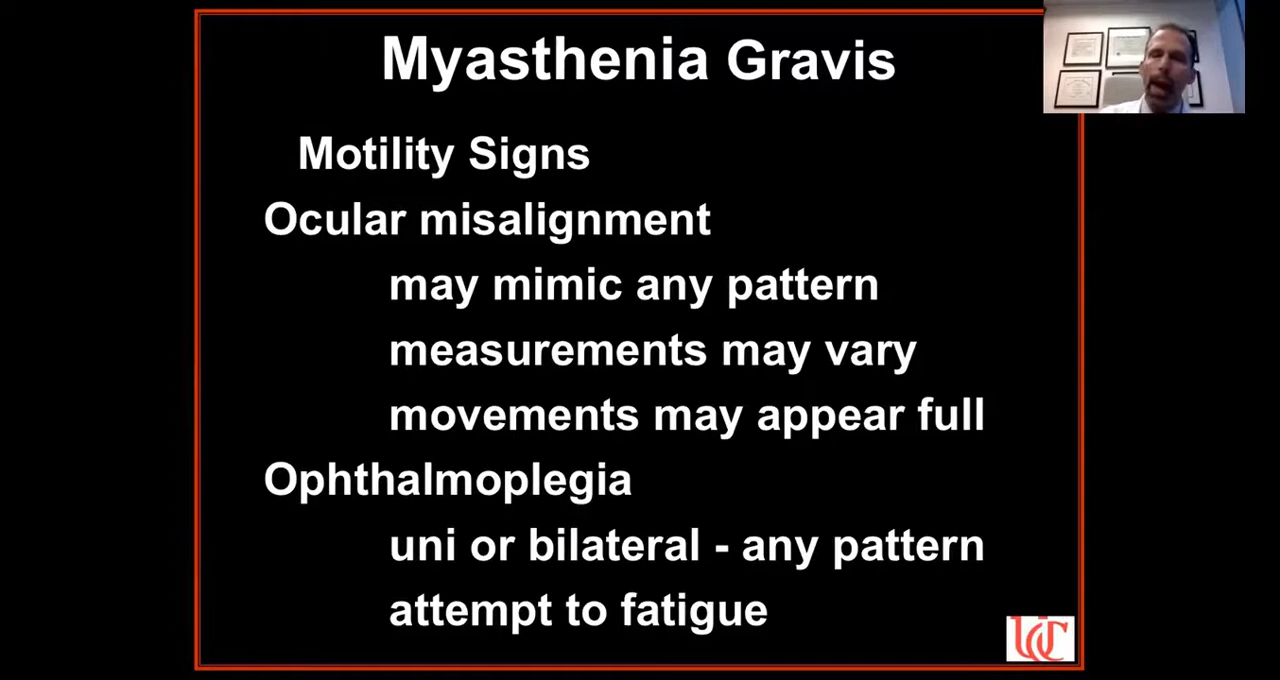 Myasthenia Gravis
Motility Signs
Ocular misalignment
may mimic any pattern
measurements may vary
movements may appear full
Ophthalmoplegia
uni or bilateral - any pattern
attempt to fatigue
UC